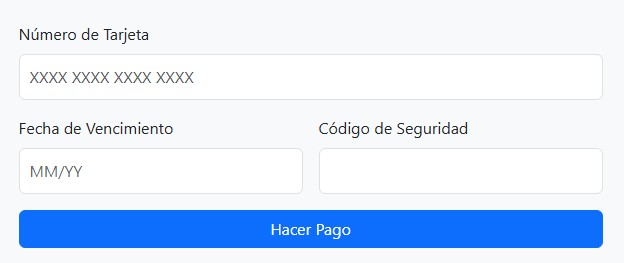 Número de Tarjeta
XXXX XXXX XXXX XXXX
Fecha de Vencimiento Código de Seguridad
MM/YY
Hacer Pago